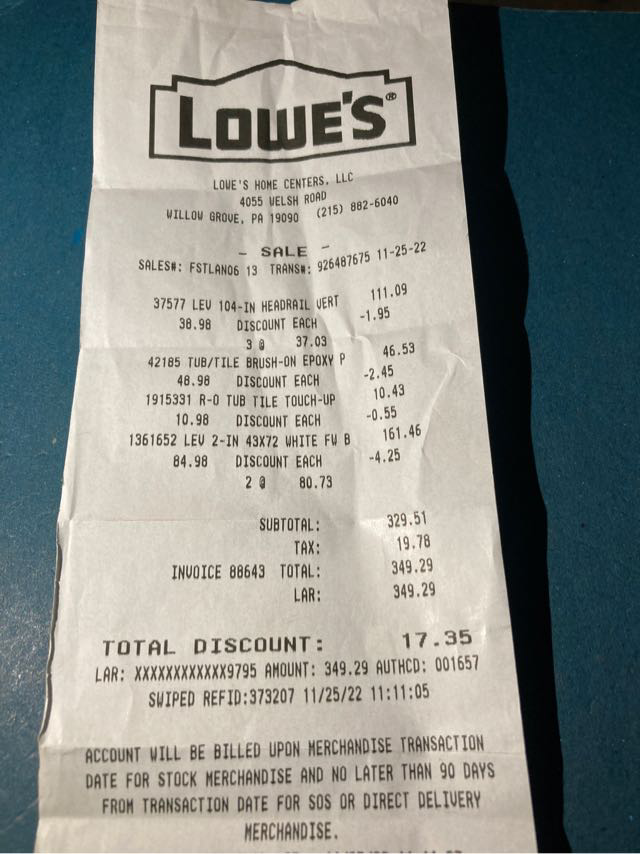 LOWE'S®
LOWE'S HOME CENTERS, LLC
4055 WELSH ROAD
WILLOW GROVE, PA 19090 (215) 882-6040
- SALE -
SALES#: FSTLAN06 13 TRANS#: 926487675 11-25-22
37577 LEV 104-IN HEADRAIL VERT 111.09
38.98 DISCOUNT EACH -1.95
3 @ 37.03
42185 TUB/TILE BRUSH-ON EPOXY P 46.53
48.98 DISCOUNT EACH -2.45
1915331 R-O TUB TILE TOUCH-UP 10.43
10.98 DISCOUNT EACH -0.55
1361652 LEV 2-IN 43X72 WHITE FW B 161.46
84.98 DISCOUNT EACH -4.25
2 @ 80.73
SUBTOTAL: 329.51
TAX: 19.78
INVOICE 88643 TOTAL: 349.29
LAR: 349.29
TOTAL DISCOUNT: 17.35
LAR: XXXXXXXXXXXX9795 AMOUNT: 349.29 AUTHCD: 001657
SWIPED REFID:373207 11/25/22 11:11:05
ACCOUNT WILL BE BILLED UPON MERCHANDISE TRANSACTION
DATE FOR STOCK MERCHANDISE AND NO LATER THAN 90 DAYS
FROM TRANSACTION DATE FOR SOS OR DIRECT DELIVERY
MERCHANDISE.